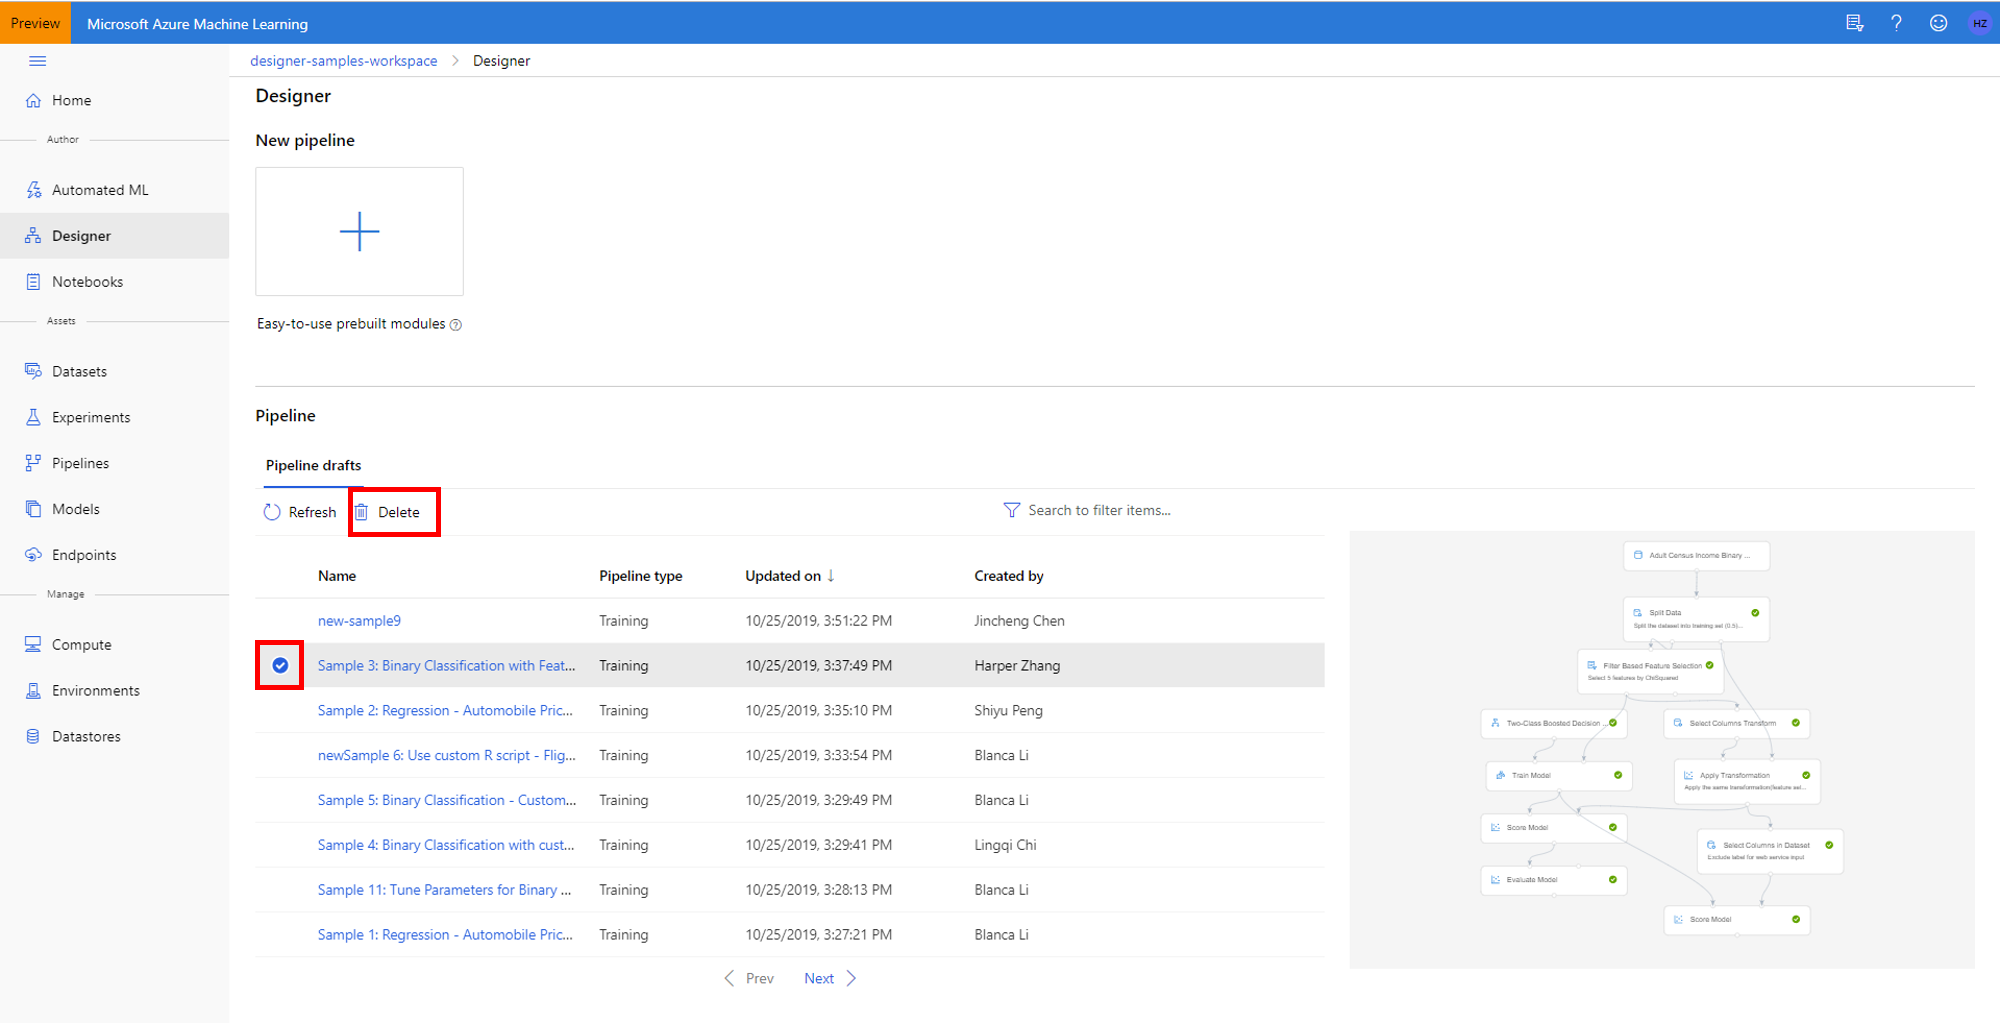 Preview
Microsoft Azure Machine Learning
HZ
designer-samples-workspace > Designer
Home
Author
Automated ML
Designer
Notebooks
Assets
Datasets
Experiments
Pipelines
Models
Endpoints
Manage
Compute
Environments
Datastores
Designer
New pipeline
Easy-to-use prebuilt modules
Pipeline
Pipeline drafts
Refresh Delete Search to filter items...
Name Pipeline type Updated on ↓ Created by
new-sample9 Training 10/25/2019, 3:51:22 PM Jincheng Chen
Sample 3: Binary Classification with Feat... Training 10/25/2019, 3:37:49 PM Harper Zhang
Sample 2: Regression - Automobile Pric... Training 10/25/2019, 3:35:10 PM Shiyu Peng
newSample 6: Use custom R script - Flig... Training 10/25/2019, 3:33:54 PM Blanca Li
Sample 5: Binary Classification - Custom... Training 10/25/2019, 3:29:49 PM Blanca Li
Sample 4: Binary Classification with cust... Training 10/25/2019, 3:29:41 PM Lingqi Chi
Sample 11: Tune Parameters for Binary ... Training 10/25/2019, 3:28:13 PM Blanca Li
Sample 1: Regression - Automobile Pric... Training 10/25/2019, 3:27:21 PM Blanca Li
Prev Next
Adult Census Income Binary ...
Split Data
Split the dataset into training set (0.5)...
Filter Based Feature Selection
Select 5 features by ChiSquared
Two-Class Boosted Decision ...
Select Columns Transform
Train Model
Apply Transformation
Apply the same transformation(feature sel...
Score Model
Select Columns in Dataset
Exclude label for web service input
Evaluate Model
Score Model